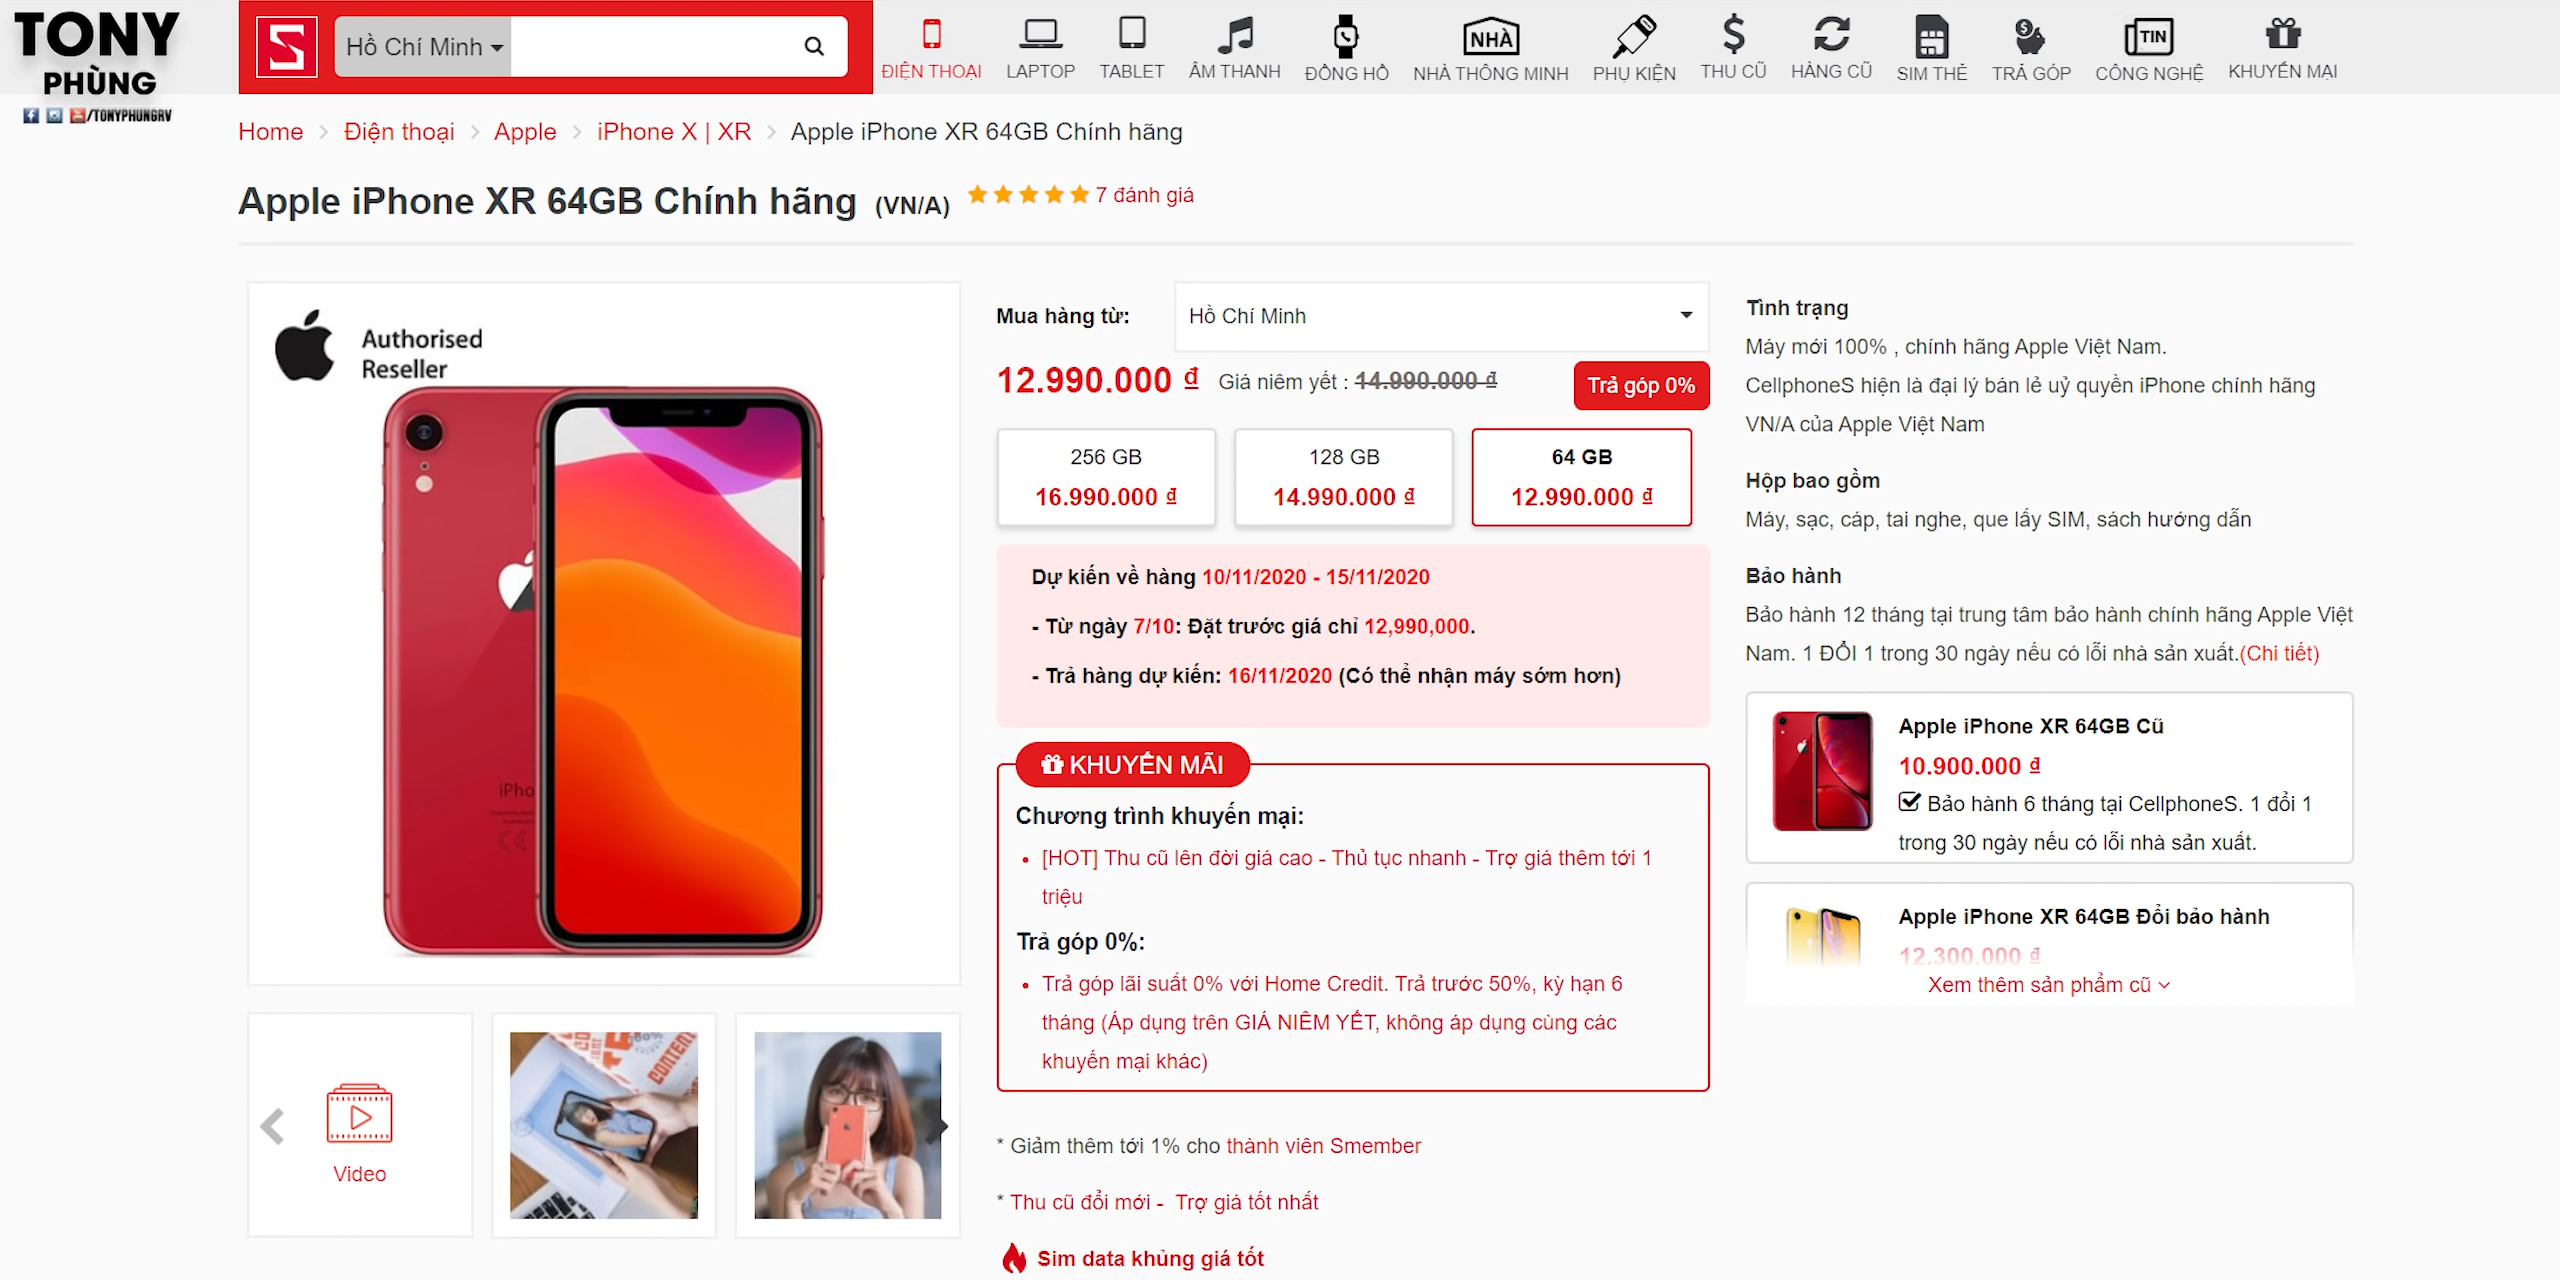 TONY
PHÙNG
/TONYPHUNGRV
S
Hồ Chí Minh
ĐIỆN THOẠI
LAPTOP
TABLET
ÂM THANH
ĐỒNG HỒ
NHÀ
NHÀ THÔNG MINH
PHỤ KIỆN
THU CŨ
HÀNG CŨ
SIM THẺ
TRẢ GÓP
TIN
CÔNG NGHỆ
KHUYẾN MẠI
Home > Điện thoại > Apple > iPhone X | XR > Apple iPhone XR 64GB Chính hãng
Apple iPhone XR 64GB Chính hãng (VN/A) 7 đánh giá
Authorised
Reseller
iPho
Video
Mua hàng từ: Hồ Chí Minh
12.990.000 ₫ Giá niêm yết : 14.990.000 ₫ Trả góp 0%
256 GB
16.990.000 ₫
128 GB
14.990.000 ₫
64 GB
12.990.000 ₫
Dự kiến về hàng 10/11/2020 - 15/11/2020
- Từ ngày 7/10: Đặt trước giá chỉ 12,990,000.
- Trả hàng dự kiến: 16/11/2020 (Có thể nhận máy sớm hơn)
KHUYẾN MÃI
Chương trình khuyến mại:
• [HOT] Thu cũ lên đời giá cao - Thủ tục nhanh - Trợ giá thêm tới 1
triệu
Trả góp 0%:
• Trả góp lãi suất 0% với Home Credit. Trả trước 50%, kỳ hạn 6
tháng (Áp dụng trên GIÁ NIÊM YẾT, không áp dụng cùng các
khuyến mại khác)
* Giảm thêm tới 1% cho thành viên Smember
* Thu cũ đổi mới - Trợ giá tốt nhất
Sim data khủng giá tốt
Tình trạng
Máy mới 100% , chính hãng Apple Việt Nam.
CellphoneS hiện là đại lý bán lẻ uỷ quyền iPhone chính hãng
VN/A của Apple Việt Nam
Hộp bao gồm
Máy, sạc, cáp, tai nghe, que lấy SIM, sách hướng dẫn
Bảo hành
Bảo hành 12 tháng tại trung tâm bảo hành chính hãng Apple Việt
Nam. 1 ĐỔI 1 trong 30 ngày nếu có lỗi nhà sản xuất.(Chi tiết)
Apple iPhone XR 64GB Cũ
10.900.000 ₫
Bảo hành 6 tháng tại CellphoneS. 1 đổi 1
trong 30 ngày nếu có lỗi nhà sản xuất.
Apple iPhone XR 64GB Đổi bảo hành
12.300.000 ₫
Xem thêm sản phẩm cũ